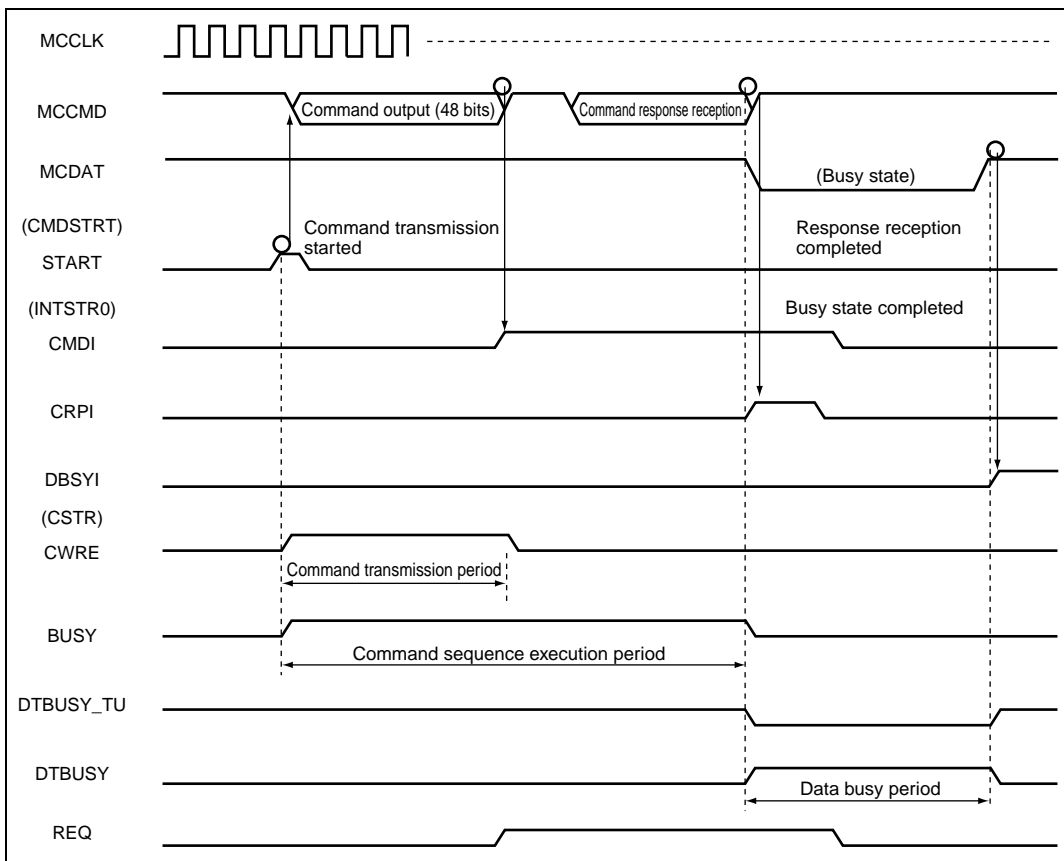 MCCLK
MCCMD
Command output (48 bits)
Command response reception
MCDAT
(Busy state)
(CMDSTRT)
START
Command transmission
started
Response reception
completed
(INTSTR0)
CMDI
Busy state completed
CRPI
DBSYI
(CSTR)
CWRE
Command transmission period
BUSY
Command sequence execution period
DTBUSY_TU
DTBUSY
Data busy period
REQ